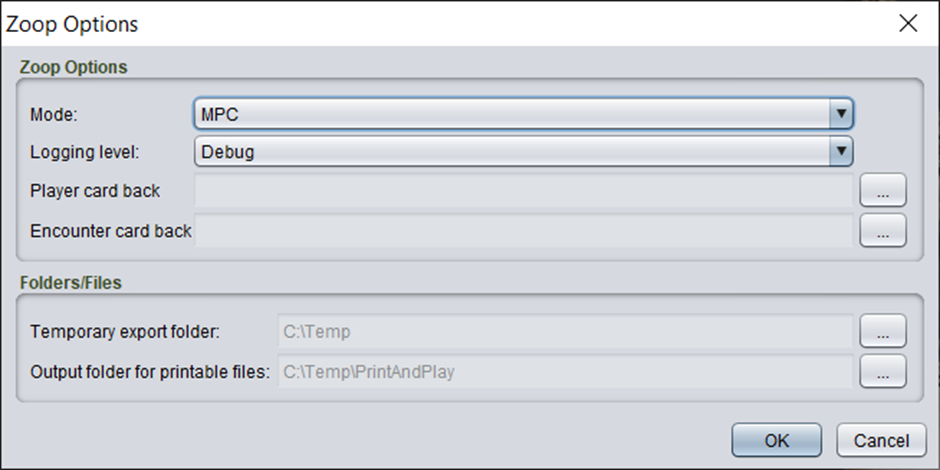 Zoop Options
Zoop Options
Mode: MPC
Logging level: Debug
Player card back ...
Encounter card back ...
Folders/Files
Temporary export folder: C:\Temp ...
Output folder for printable files: C:\Temp\PrintAndPlay ...
OK Cancel